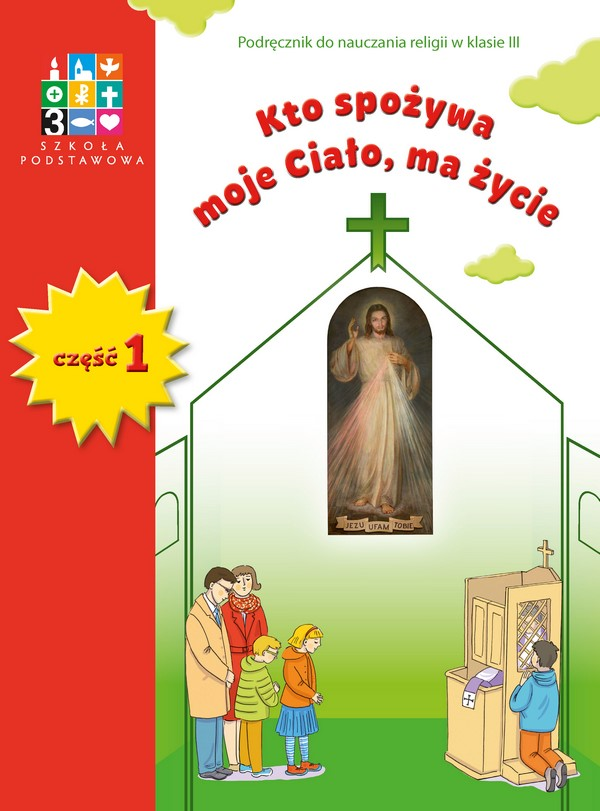 Podręcznik do nauczania religii w klasie III
3
SZKOŁA
PODSTAWOWA
Kto spożywa
moje Ciało, ma życie
część 1
JEZU UFAM TOBIE